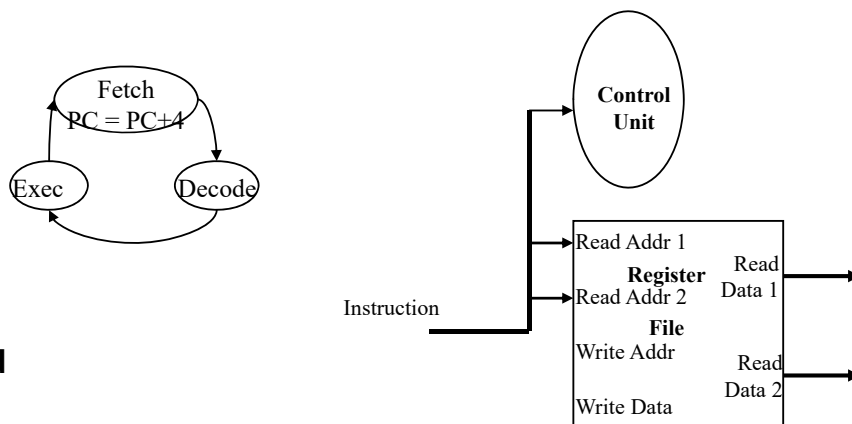 Fetch
PC = PC+4
Exec
Decode
Control
Unit
Instruction
Read Addr 1
Register
Read Addr 2
File
Write Addr
Write Data
Read
Data 1
Read
Data 2